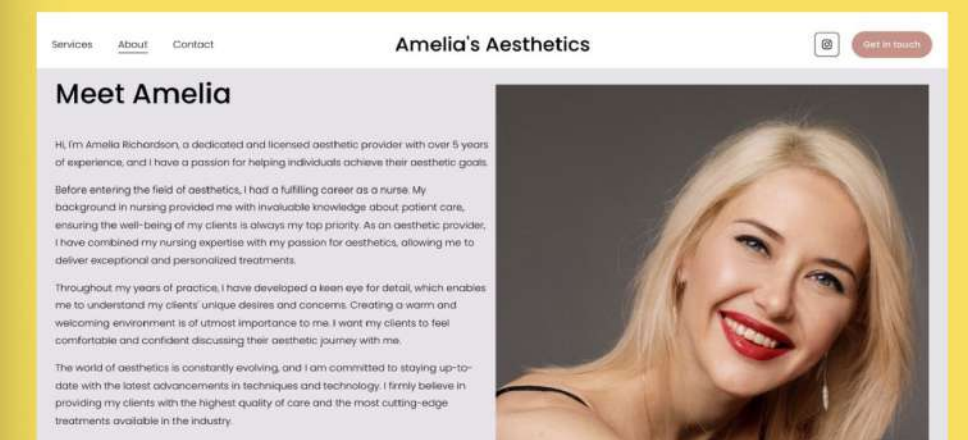 Services About Contact Amelia's Aesthetics Get in touch
Meet Amelia
Hi, I'm Amelia Richardson, a dedicated and licensed aesthetic provider with over 5 years
of experience, and I have a passion for helping individuals achieve their aesthetic goals.
Before entering the field of aesthetics, I had a fulfilling career as a nurse. My
background in nursing provided me with invaluable knowledge about patient care,
ensuring the well-being of my clients is always my top priority. As an aesthetic provider,
I have combined my nursing expertise with my passion for aesthetics, allowing me to
deliver exceptional and personalized treatments.
Throughout my years of practice, I have developed a keen eye for detail, which enables
me to understand my clients' unique desires and concerns. Creating a warm and
welcoming environment is of utmost importance to me. I want my clients to feel
comfortable and confident discussing their aesthetic journey with me.
The world of aesthetics is constantly evolving, and I am committed to staying up-to-
date with the latest advancements in techniques and technology. I firmly believe in
providing my clients with the highest quality of care and the most cutting-edge
treatments available in the industry.